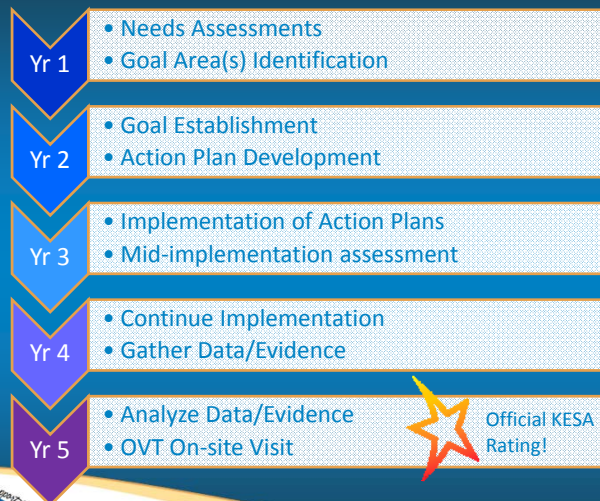 Yr 1
• Needs Assessments
• Goal Area(s) Identification
Yr 2
• Goal Establishment
• Action Plan Development
Yr 3
• Implementation of Action Plans
• Mid-implementation assessment
Yr 4
• Continue Implementation
• Gather Data/Evidence
Yr 5
• Analyze Data/Evidence
• OVT On-site Visit
Official KESA
Rating!